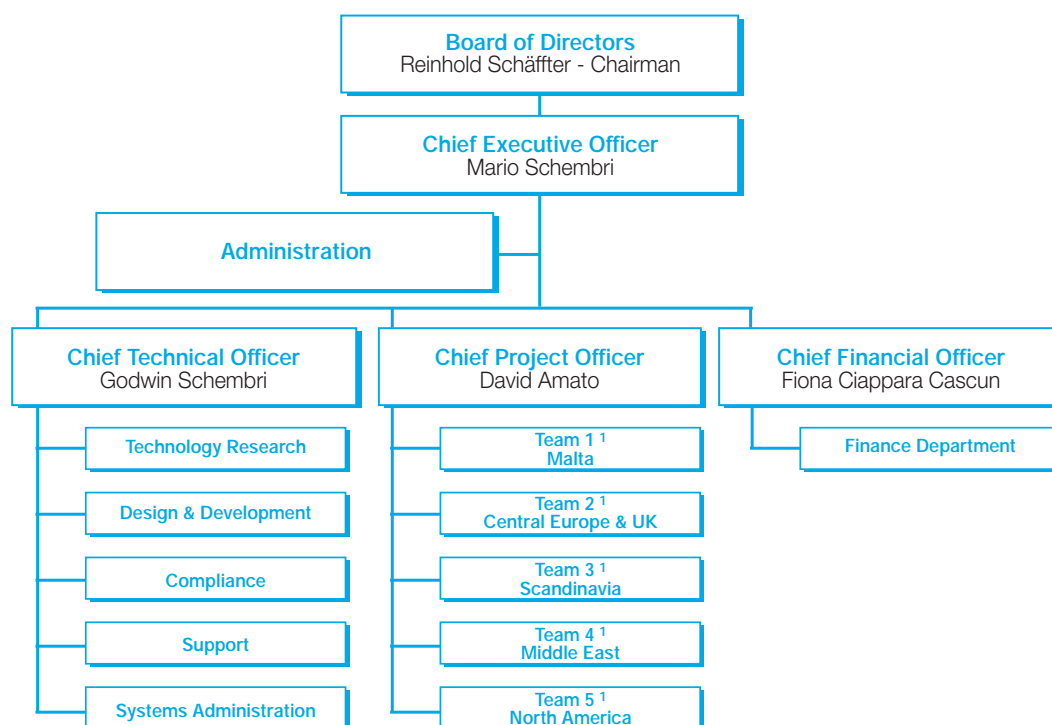 Board of Directors
Reinhold Schäffter - Chairman
Chief Executive Officer
Mario Schembri
Administration
Chief Technical Officer
Godwin Schembri
Technology Research
Design & Development
Compliance
Support
Systems Administration
Chief Project Officer
David Amato
Team 1 ¹
Malta
Team 2 ¹
Central Europe & UK
Team 3 ¹
Scandinavia
Team 4 ¹
Middle East
Team 5 ¹
North America
Chief Financial Officer
Fiona Ciappara Cascun
Finance Department